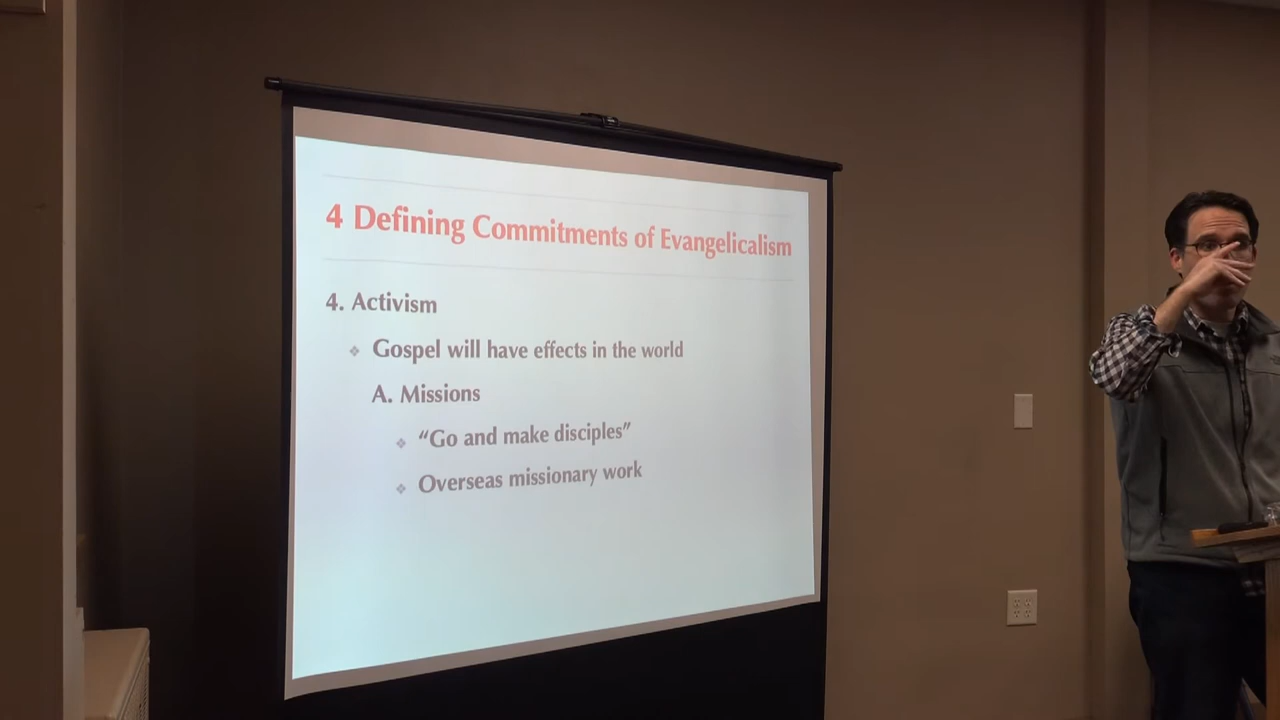 4 Defining Commitments of Evangelicalism
4. Activism
❖ Gospel will have effects in the world
A. Missions
❖ “Go and make disciples”
❖ Overseas missionary work